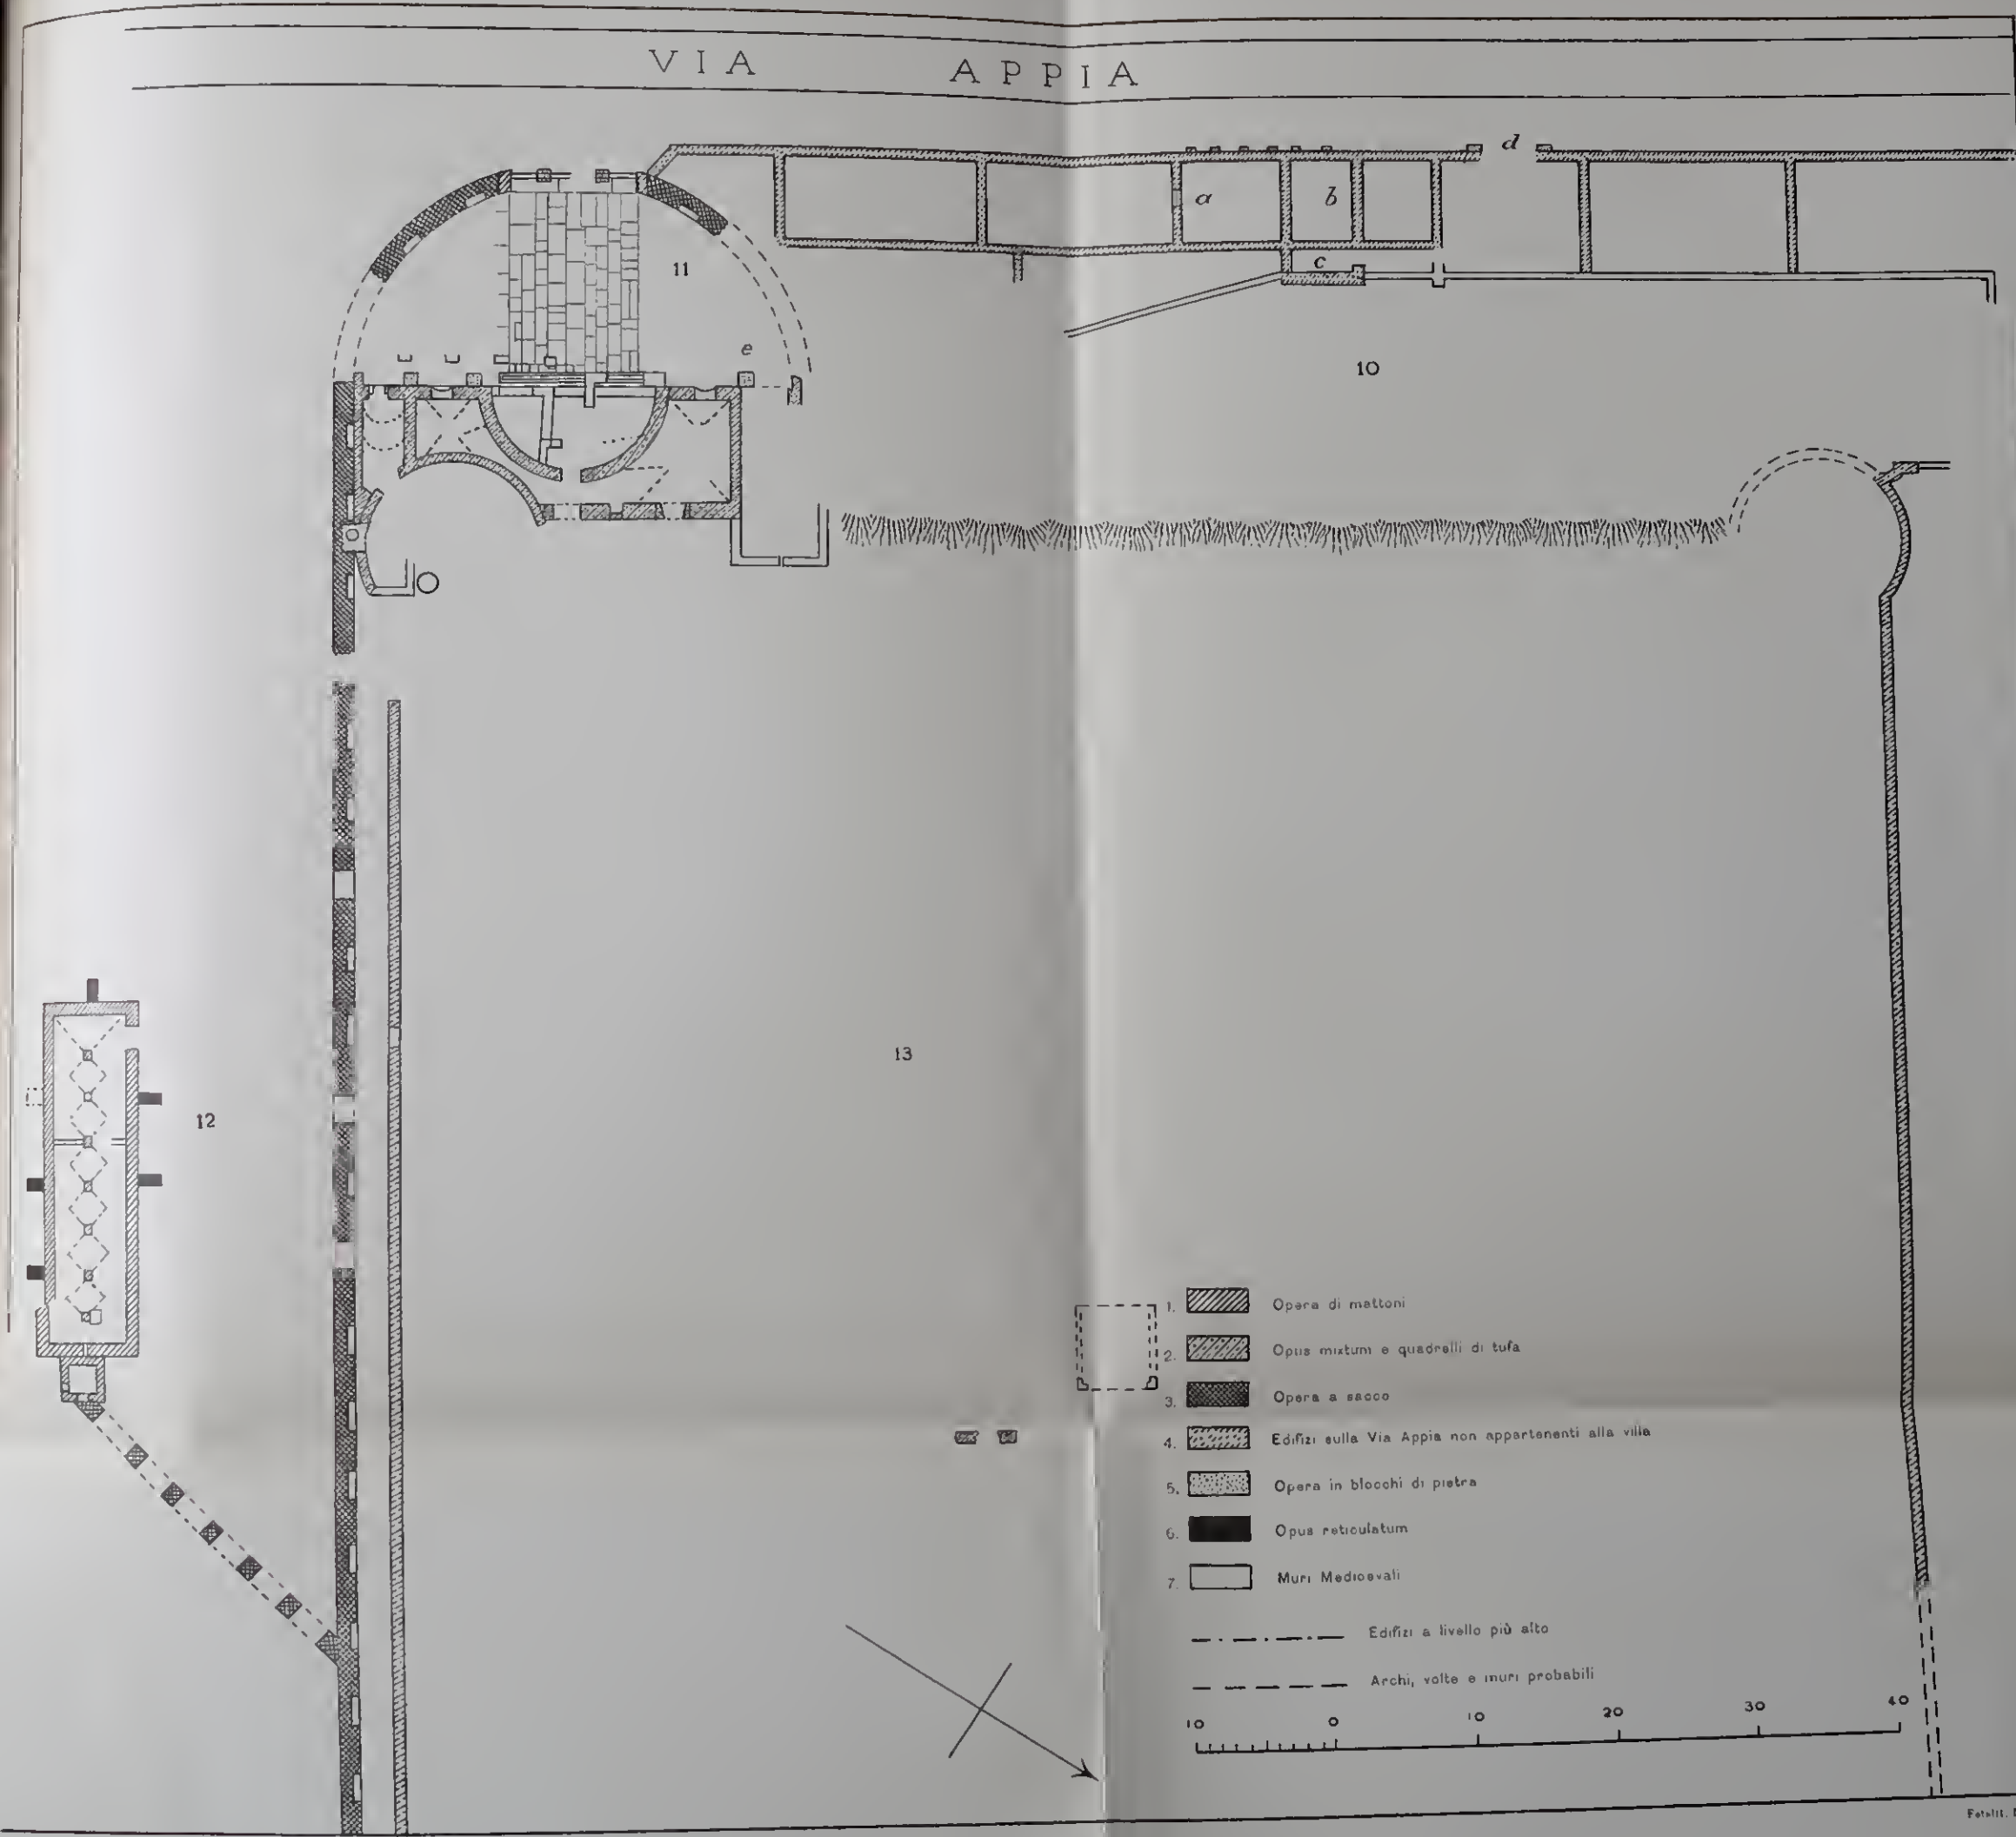 VIA APPIA
d
a
b
11
c
e
10
13
12
1. Opera di mattoni
2. Opus mixtum e quadrelli di tufa
3. Opera a sacco
4. Edifizi sulla Via Appia non appartenenti alla villa
5. Opera in blocchi di pietra
6. Opus reticulatum
7. Muri Medioevali
Edifizi a livello più alto
Archi, volte e muri probabili
10 0 10 20 30 40
Fotolit.